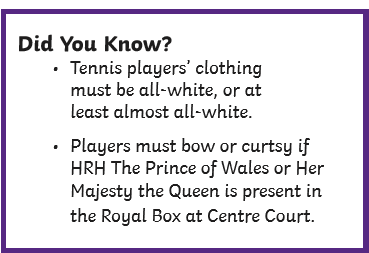 Did You Know?
• Tennis players’ clothing
must be all-white, or at
least almost all-white.
• Players must bow or curtsy if
HRH The Prince of Wales or Her
Majesty the Queen is present in
the Royal Box at Centre Court.